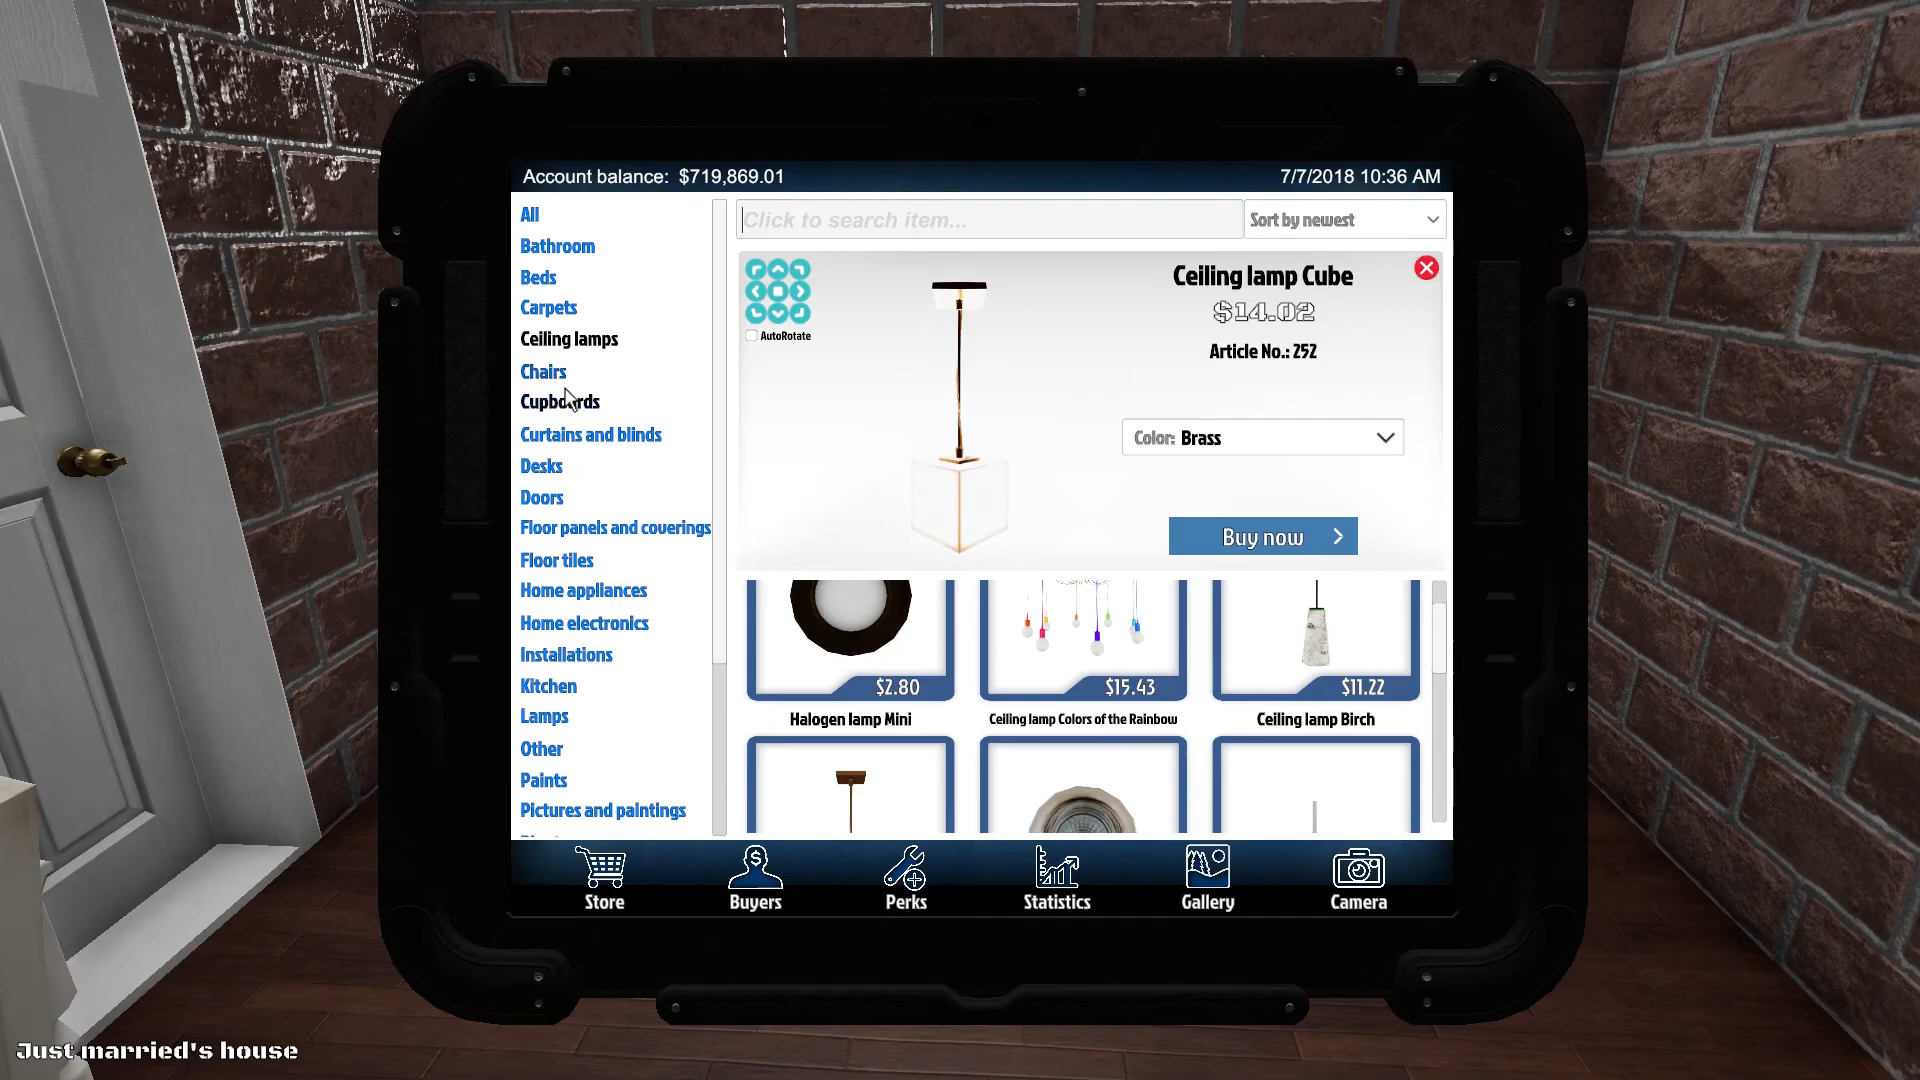 Account balance: $719,869.01
7/7/2018 10:36 AM
All
Bathroom
Beds
Carpets
Ceiling lamps
Chairs
Cupboards
Curtains and blinds
Desks
Doors
Floor panels and coverings
Floor tiles
Home appliances
Home electronics
Installations
Kitchen
Lamps
Other
Paints
Pictures and paintings
Click to search item...
Sort by newest
AutoRotate
Ceiling lamp Cube
$14.02
Article No.: 252
Color: Brass
Buy now
$2.80
$15.43
$11.22
Halogen lamp Mini
Ceiling lamp Colors of the Rainbow
Ceiling lamp Birch
Store
Buyers
Perks
Statistics
Gallery
Camera
Just married's house